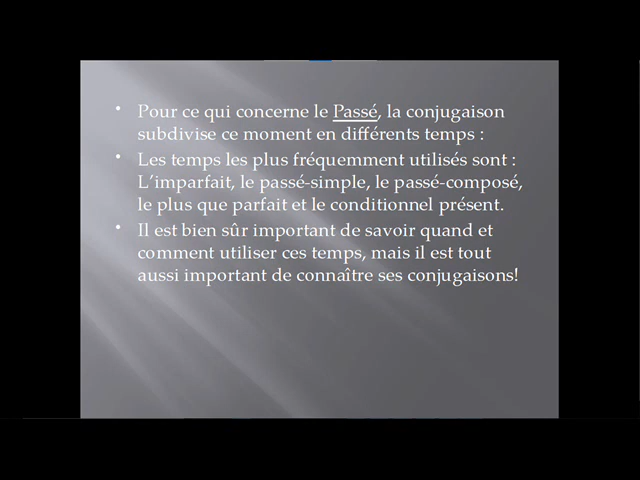 Pour ce qui concerne le Passé, la conjugaison
subdivise ce moment en différents temps :
Les temps les plus fréquemment utilisés sont :
L’imparfait, le passé-simple, le passé-composé,
le plus que parfait et le conditionnel présent.
Il est bien sûr important de savoir quand et
comment utiliser ces temps, mais il est tout
aussi important de connaître ses conjugaisons!